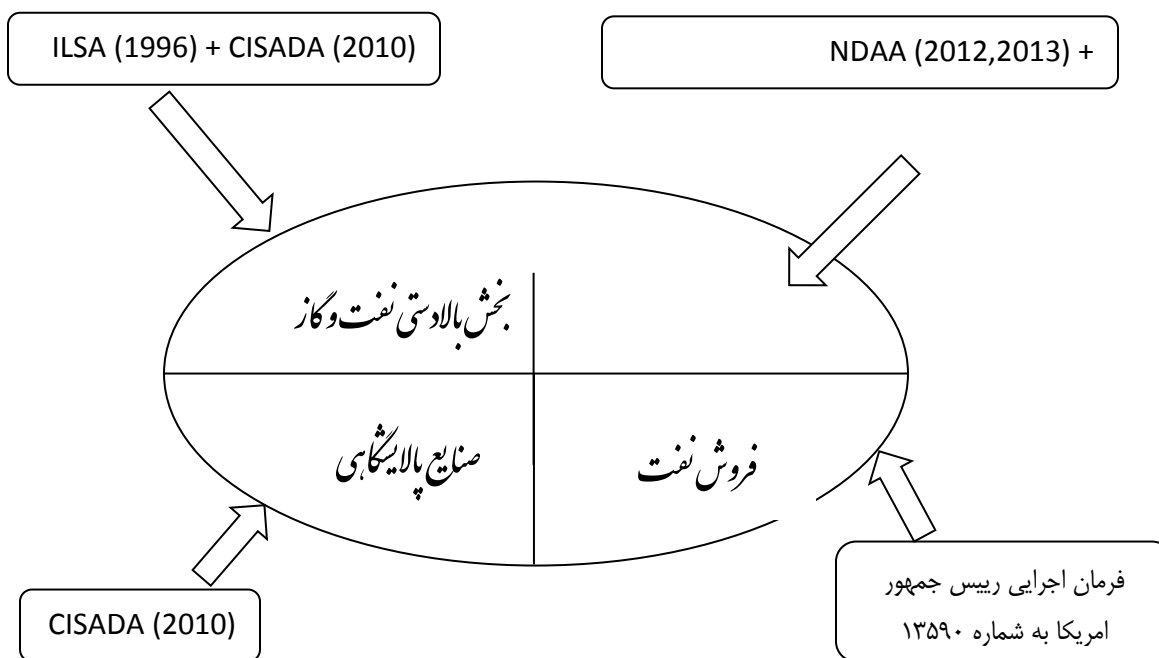 ILSA (1996) + CISADA (2010)
NDAA (2012,2013) +
بخش بالادستی نفت و گاز
صنایع پالایشگاهی
فروش نفت
CISADA (2010)
فرمان اجرایی رییس جمهور
امریکا به شماره ۱۳۵۹۰